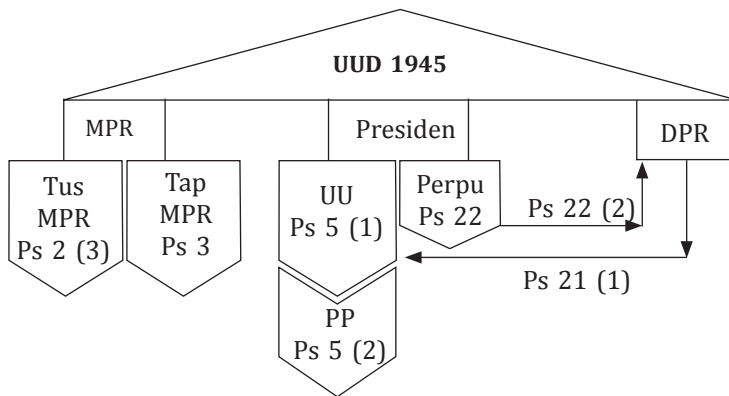 UUD 1945
MPR
Presiden
DPR
Tus
MPR
Ps 2 (3)
Tap
MPR
Ps 3
UU
Ps 5 (1)
Perpu
Ps 22
Ps 22 (2)
Ps 21 (1)
PP
Ps 5 (2)